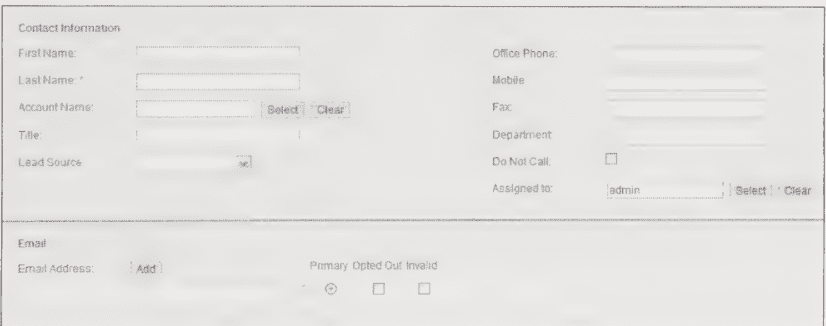 Contact Information
First Name:
Office Phone:
Last Name: *
Mobile
Account Name:
Select
Clear
Fax:
Title:
Department
Lead Source
Do Not Call:
Assigned to:
admin
Select
Clear
Email
Email Address:
Add
Primary Opted Out Invalid